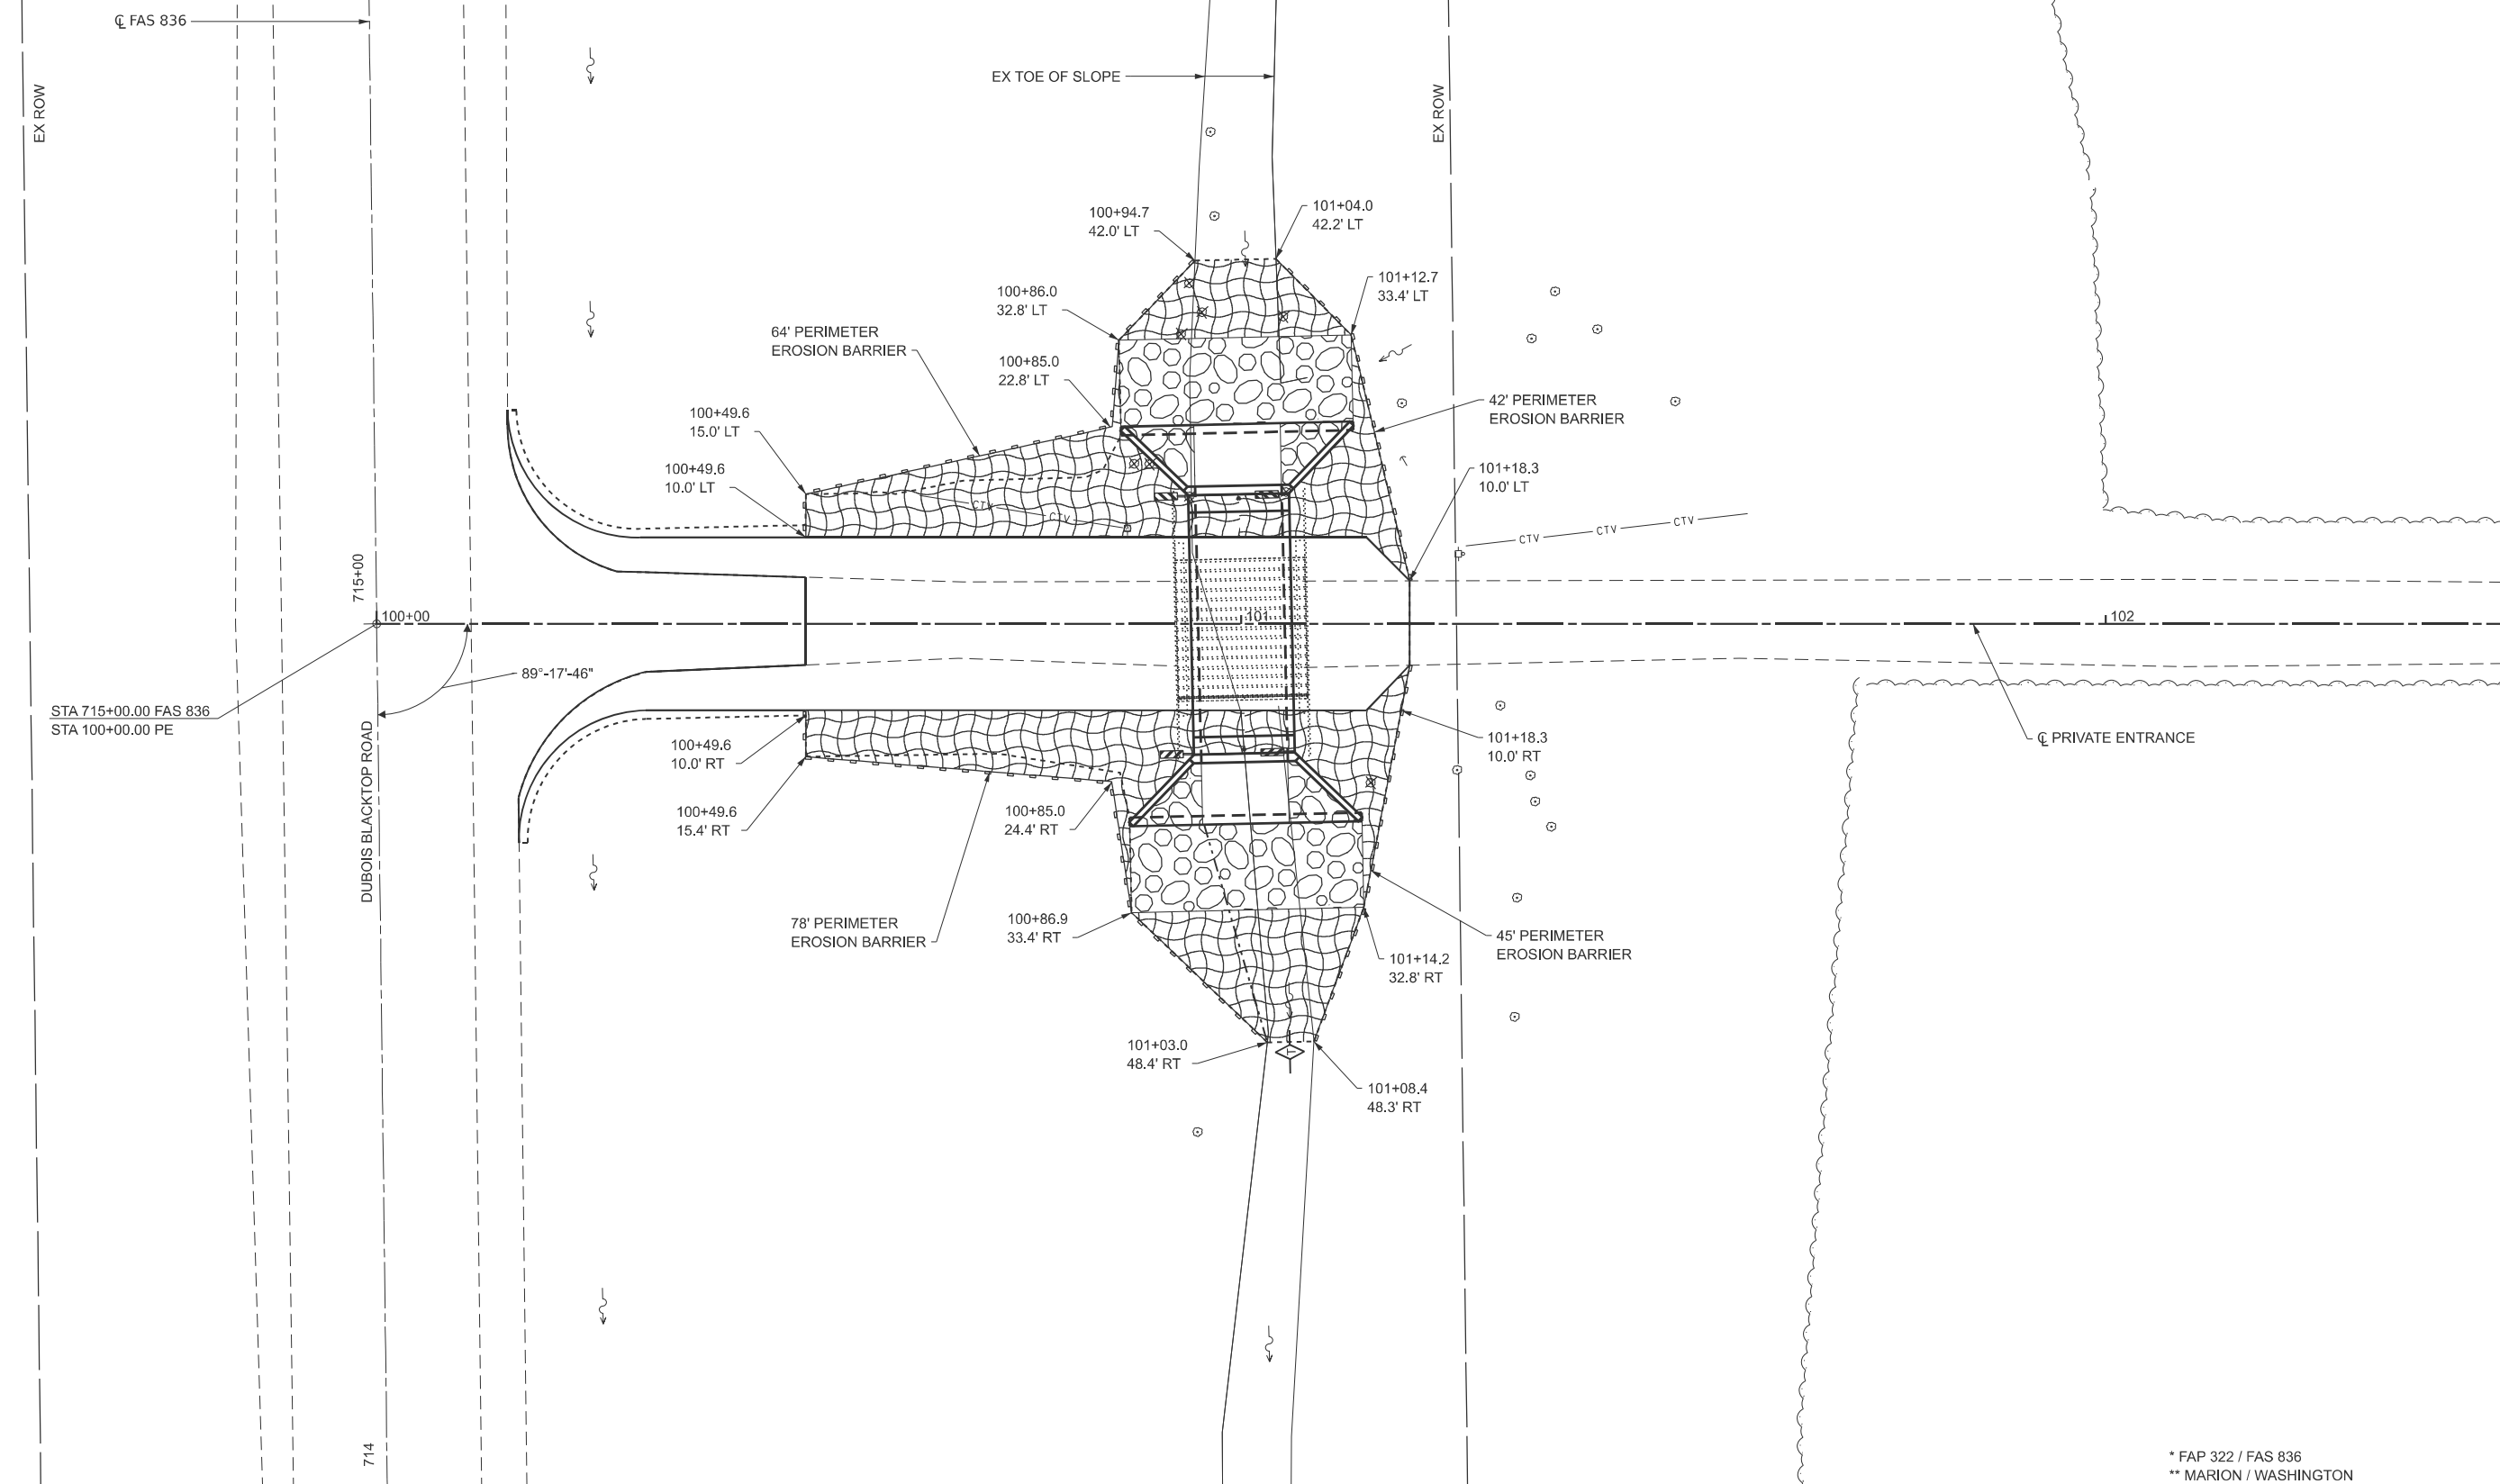 ℄ FAS 836
EX ROW
EX TOE OF SLOPE
EX ROW
100+94.7
42.0' LT
101+04.0
42.2' LT
100+86.0
32.8' LT
101+12.7
33.4' LT
64' PERIMETER
EROSION BARRIER
100+85.0
22.8' LT
100+49.6
15.0' LT
42' PERIMETER
EROSION BARRIER
100+49.6
10.0' LT
101+18.3
10.0' LT
CTV
CTV
CTV
CTV
CTV
715+00
100+00
101
102
89°-17'-46"
STA 715+00.00 FAS 836
STA 100+00.00 PE
DUBOIS BLACKTOP ROAD
100+49.6
10.0' RT
101+18.3
10.0' RT
℄ PRIVATE ENTRANCE
100+49.6
15.4' RT
100+85.0
24.4' RT
78' PERIMETER
EROSION BARRIER
100+86.9
33.4' RT
45' PERIMETER
EROSION BARRIER
101+14.2
32.8' RT
101+03.0
48.4' RT
T
101+08.4
48.3' RT
714
* FAP 322 / FAS 836
** MARION / WASHINGTON